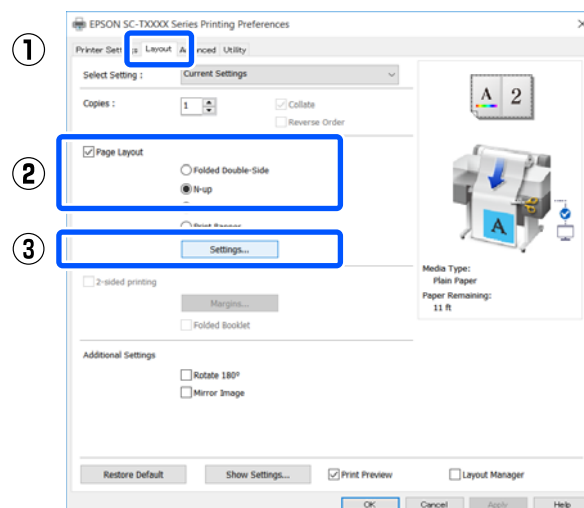 EPSON SC-TXXXX Series Printing Preferences
①
Layout
Utility
Select Setting :
Current Settings
Copies :
1
Collate
Reverse Order
A 2
②
Page Layout
Folded Double-Side
N-up
A
③
Settings...
Media Type:
Plain Paper
Paper Remaining:
11 ft
2-sided printing
Margins...
Folded Booklet
Additional Settings
Rotate 180°
Mirror Image
Restore Default
Show Settings...
Print Preview
Layout Manager
OK
Cancel
Apply
Help